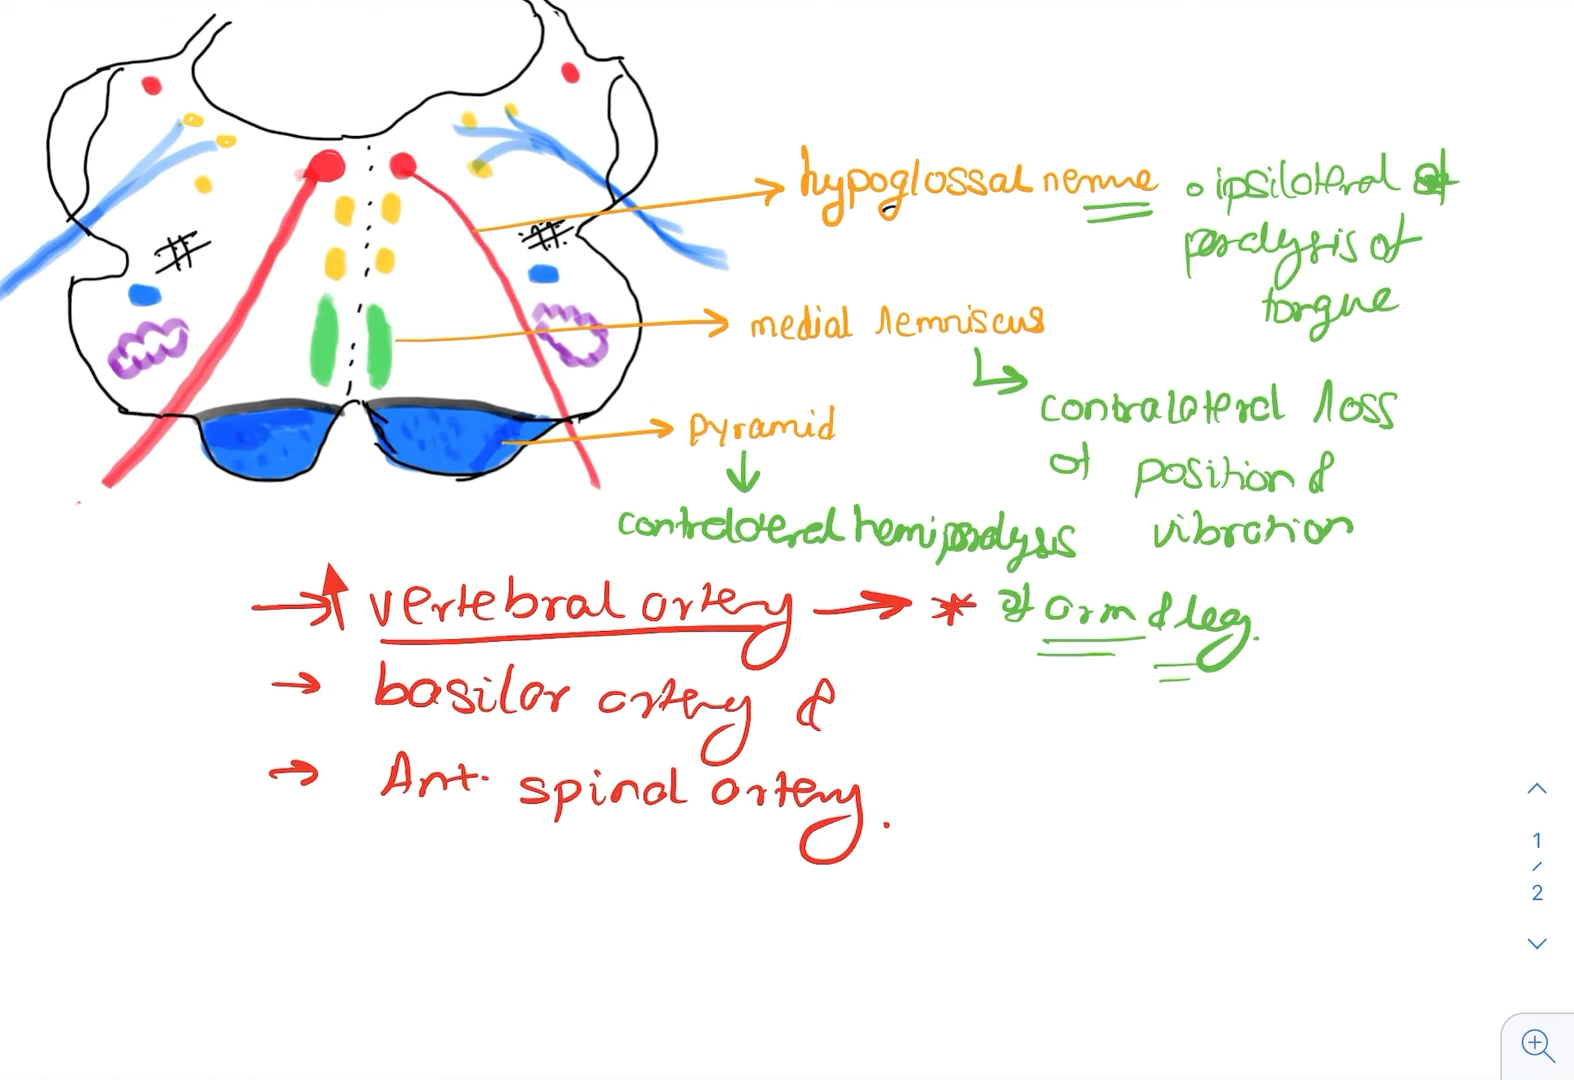 hypoglossal nerve
• ipsilateral
paralysis of
tongue
medial lemniscus
↳ contralateral loss
of position &
vibration
pyramid
↓
contralateral hemiparalysis
of arm & leg.
→ vertebral artery → *
→ basilar artery &
→ Ant. spinal artery.
1
/
2